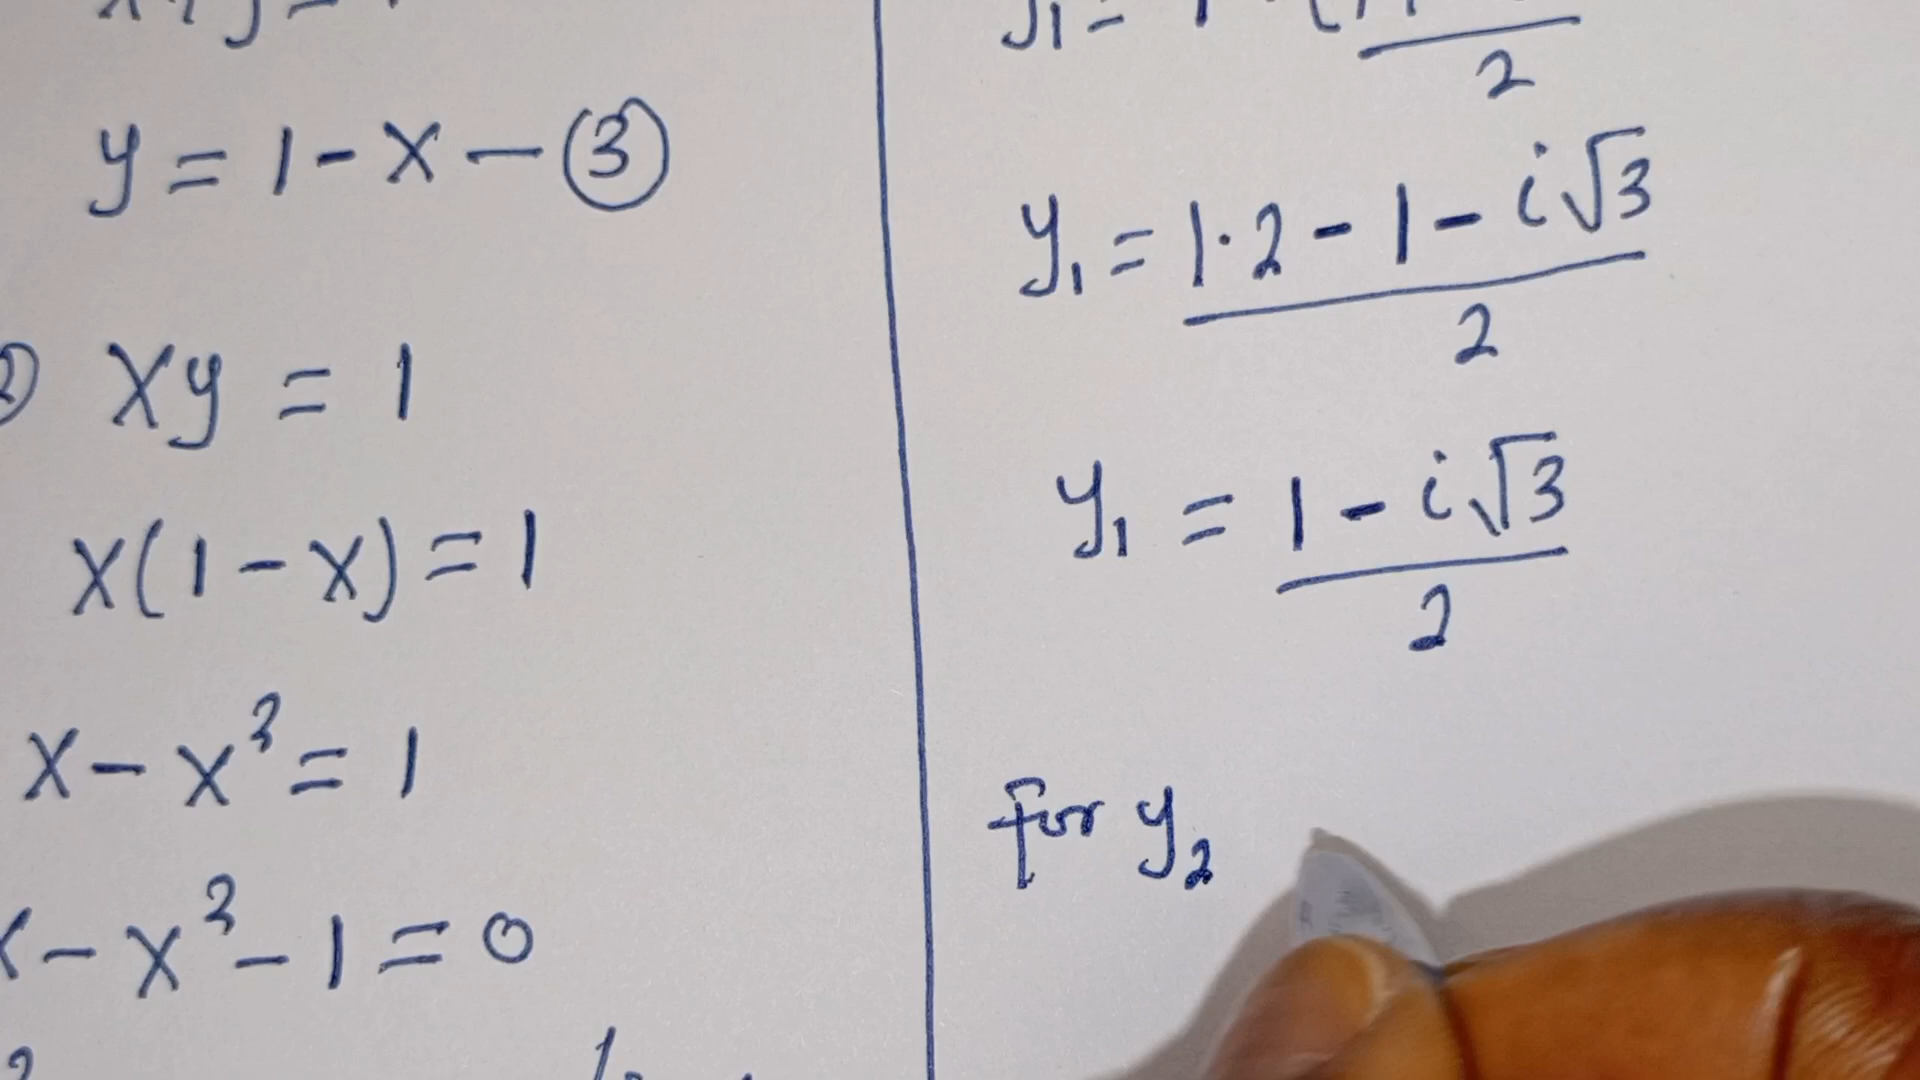 y = 1 - x - ③
xy = 1
x(1 - x) = 1
x - x² = 1
x - x² - 1 = 0
y₁ = 1·2 - 1 - i√3
2
y₁ = 1 - i√3
2
for y₂